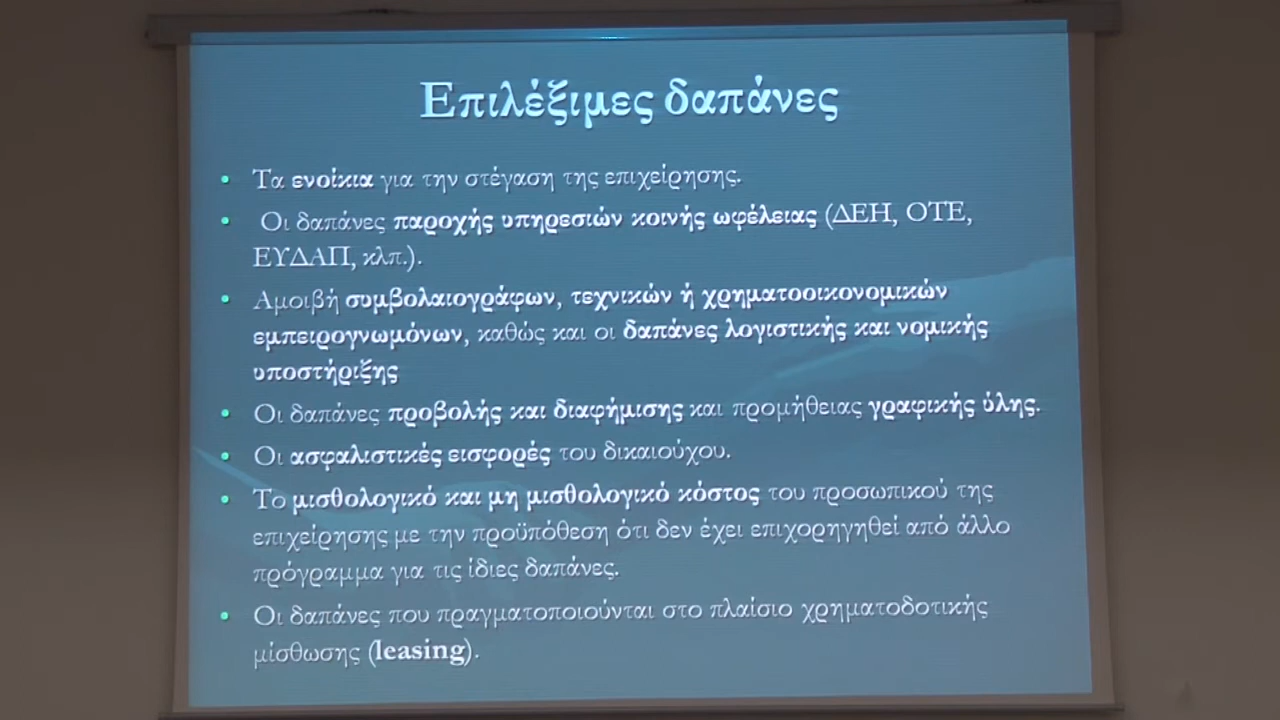 Επιλέξιμες δαπάνες
• Τα ενοίκια για την στέγαση της επιχείρησης.
• Οι δαπάνες παροχής υπηρεσιών κοινής ωφέλειας (ΔΕΗ, ΟΤΕ,
ΕΥΔΑΠ, κλπ.).
• Αμοιβή συμβολαιογράφων, τεχνικών ή χρηματοοικονομικών
εμπειρογνωμόνων, καθώς και οι δαπάνες λογιστικής και νομικής
υποστήριξης
• Οι δαπάνες προβολής και διαφήμισης και προμήθειας γραφικής ύλης.
• Οι ασφαλιστικές εισφορές του δικαιούχου.
• Το μισθολογικό και μη μισθολογικό κόστος του προσωπικού της
επιχείρησης με την προϋπόθεση ότι δεν έχει επιχορηγηθεί από άλλο
πρόγραμμα για τις ίδιες δαπάνες.
• Οι δαπάνες που πραγματοποιούνται στο πλαίσιο χρηματοδοτικής
μίσθωσης (leasing).